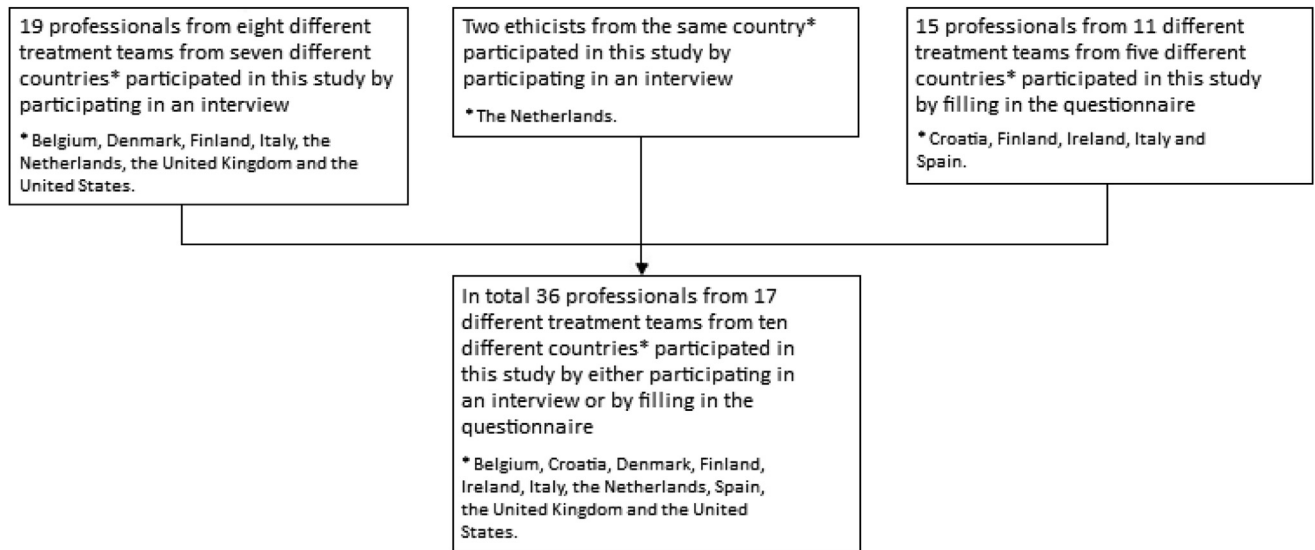 19 professionals from eight different
treatment teams from seven different
countries* participated in this study by
participating in an interview
* Belgium, Denmark, Finland, Italy, the
Netherlands, the United Kingdom and the
United States.
Two ethicists from the same country*
participated in this study by
participating in an interview
* The Netherlands.
15 professionals from 11 different
treatment teams from five different
countries* participated in this study
by filling in the questionnaire
* Croatia, Finland, Ireland, Italy and
Spain.
In total 36 professionals from 17
different treatment teams from ten
different countries* participated in
this study by either participating in
an interview or by filling in the
questionnaire
* Belgium, Croatia, Denmark, Finland,
Ireland, Italy, the Netherlands, Spain,
the United Kingdom and the United
States.